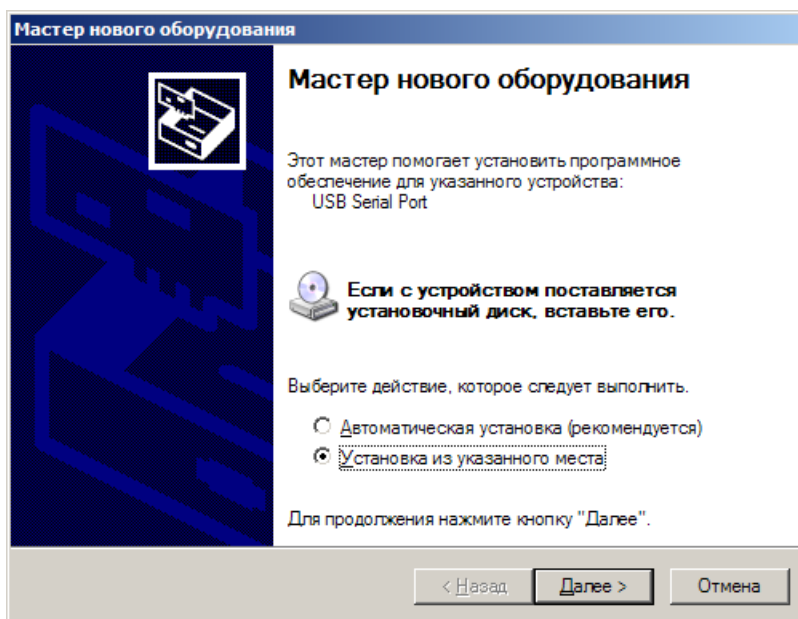 Мастер нового оборудования
Мастер нового оборудования
Этот мастер помогает установить программное
обеспечение для указанного устройства:
USB Serial Port
Если с устройством поставляется
установочный диск, вставьте его.
Выберите действие, которое следует выполнить.
Автоматическая установка (рекомендуется)
Установка из указанного места
Для продолжения нажмите кнопку "Далее".
< Назад Далее > Отмена